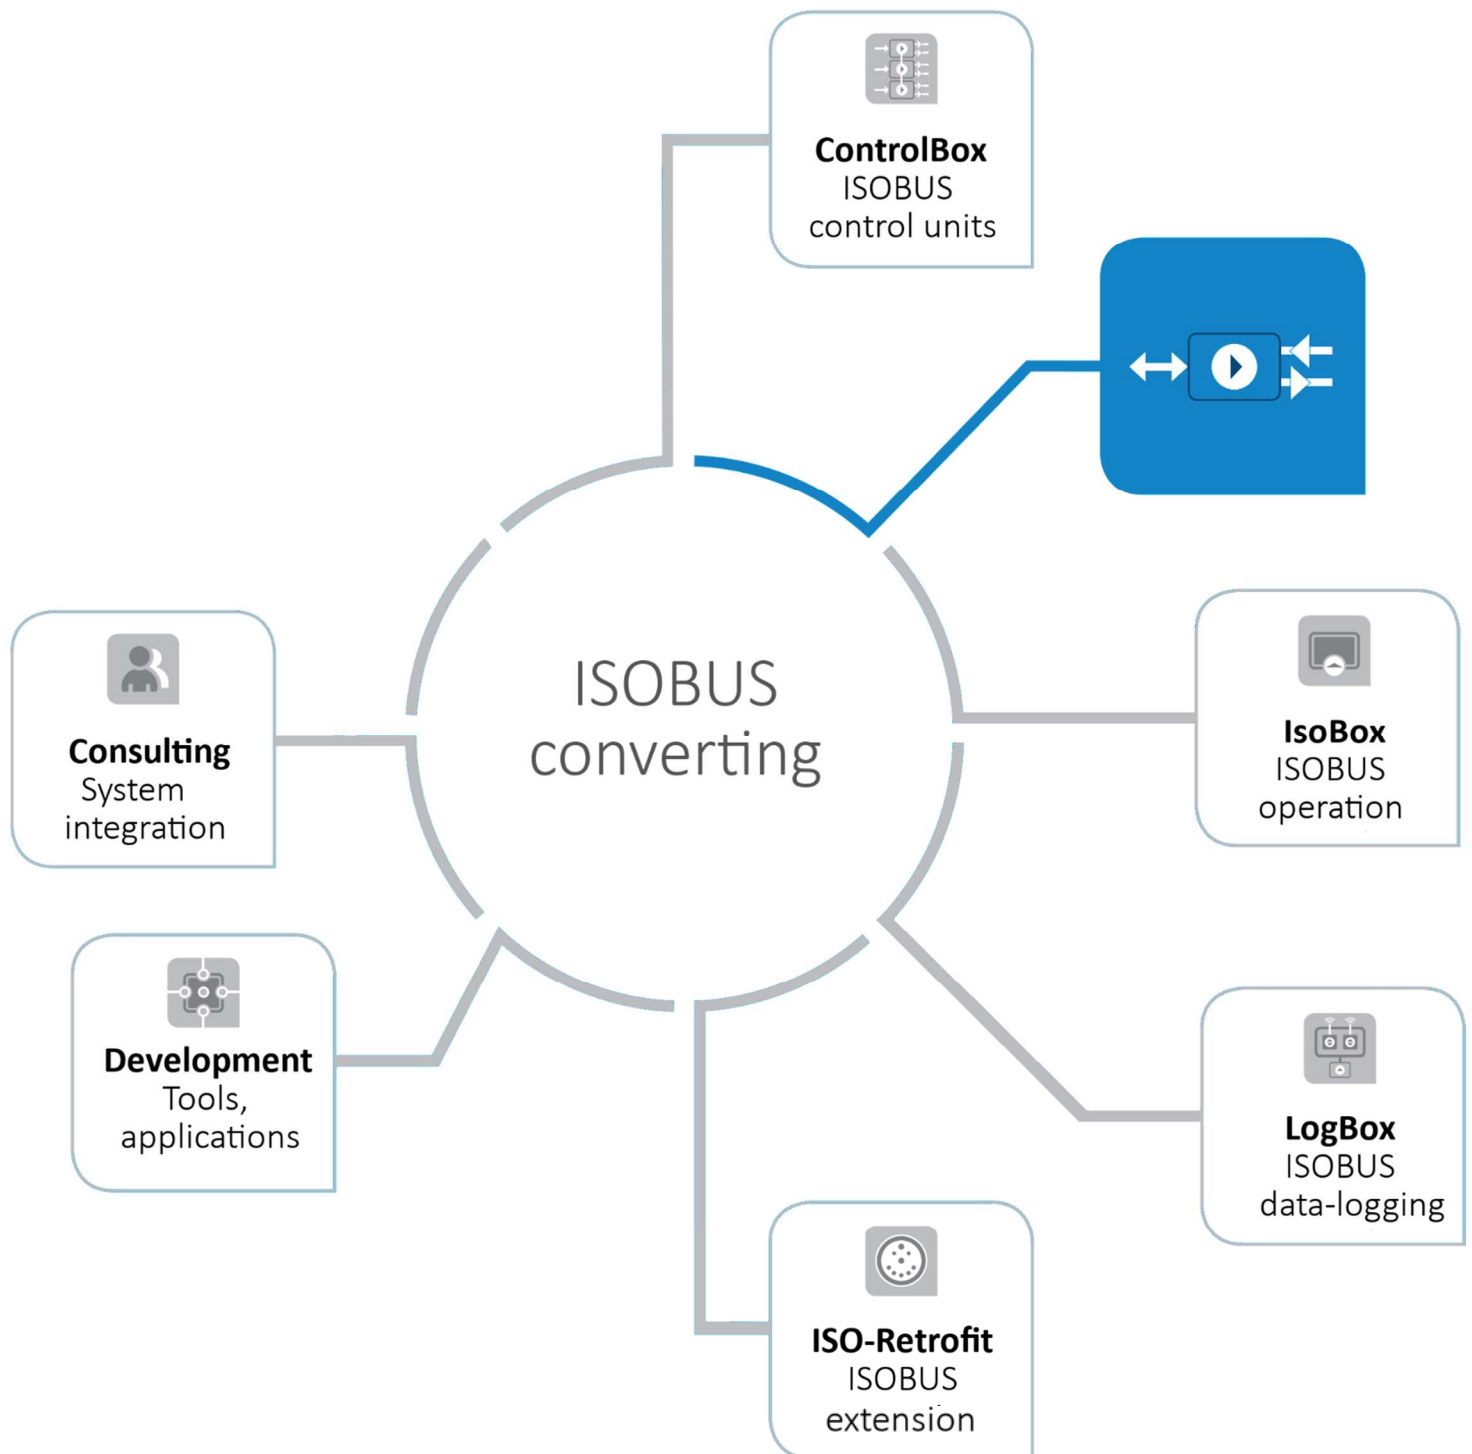 ControlBox
ISOBUS
control units
ISOBUS
converting
IsoBox
ISOBUS
operation
Consulting
System
integration
Development
Tools,
applications
LogBox
ISOBUS
data-logging
ISO-Retrofit
ISOBUS
extension